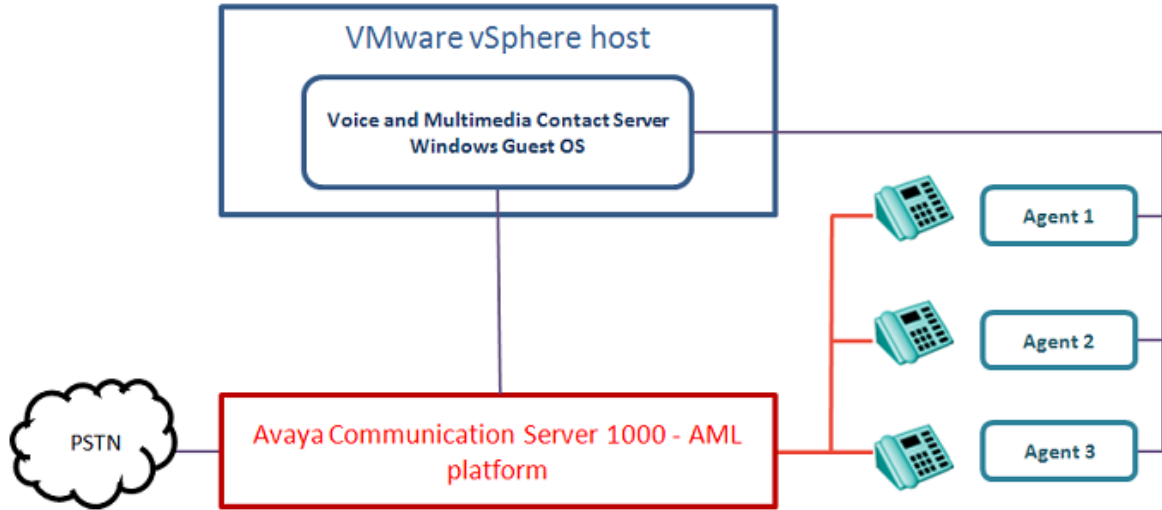 VMware vSphere host
Voice and Multimedia Contact Server
Windows Guest OS
Agent 1
Agent 2
PSTN
Avaya Communication Server 1000 - AML
platform
Agent 3